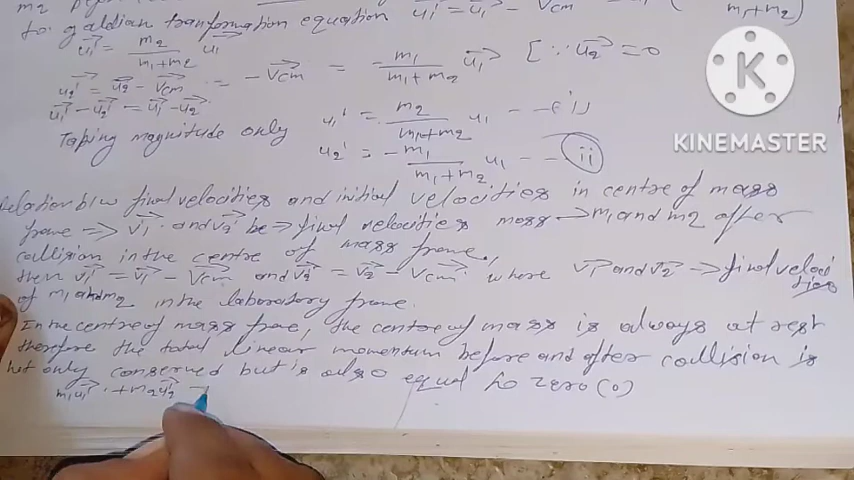 to galdian transformation equation u₁' = u₁ - Vcm
m₁+m₂)
u₁' = m₂/m₁+m₂ u₁
u₂' = u₂ - Vcm = -Vcm = -m₁/m₁+m₂ u₁ [∵ u₂ = 0
u₁' - u₂' = u₁ - u₂
Taping magnitude only u₁' = m₂/m₁+m₂ u₁ - - (i)
u₂' = -m₁/m₁+m₂ u₁ - - (ii)
KINEMASTER
Relation b/w final velocities and initial velocities in centre of mass
frame => v₁' and v₂' be => final velocities mass -> m₁ and m₂ after
collision in the centre of mass frame.,
then v₁' = v₁ - Vcm and v₂' = v₂ - Vcm where v₁ and v₂ -> final velocities
of m₁ and m₂ in the laboratory frame.
In the centre of mass frae, the centre of mass is always at rest
therefore the total linear momentum before and after collision is
not only conserved but is also equal to zero (0)
m₁u₁' + m₂u₂' =